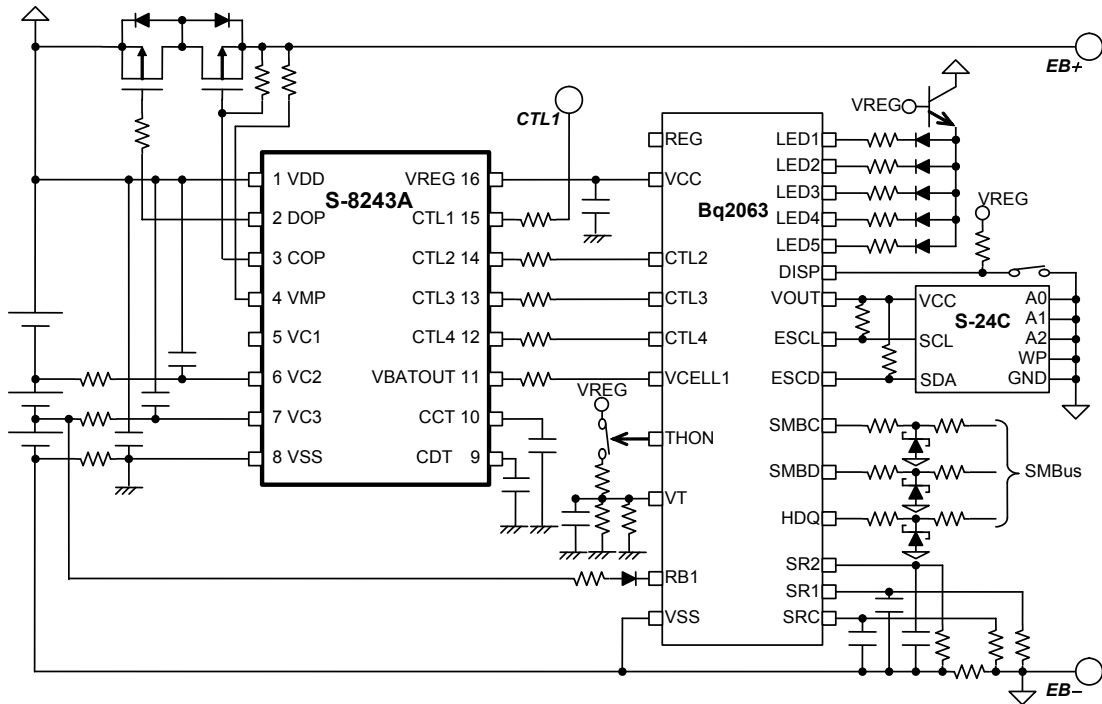 EB+
VREG
CTL1
S-8243A
1 VDD
2 DOP
3 COP
4 VMP
5 VC1
6 VC2
7 VC3
8 VSS
VREG 16
CTL1 15
CTL2 14
CTL3 13
CTL4 12
VBATOUT 11
CCT 10
CDT 9
VREG
Bq2063
REG
VCC
CTL2
CTL3
CTL4
VCELL1
THON
VT
RB1
VSS
LED1
LED2
LED3
LED4
LED5
DISP
VOUT
ESCL
ESCD
SMBC
SMBD
HDQ
SR2
SR1
SRC
VREG
S-24C
VCC
SCL
SDA
A0
A1
A2
WP
GND
SMBus
EB−